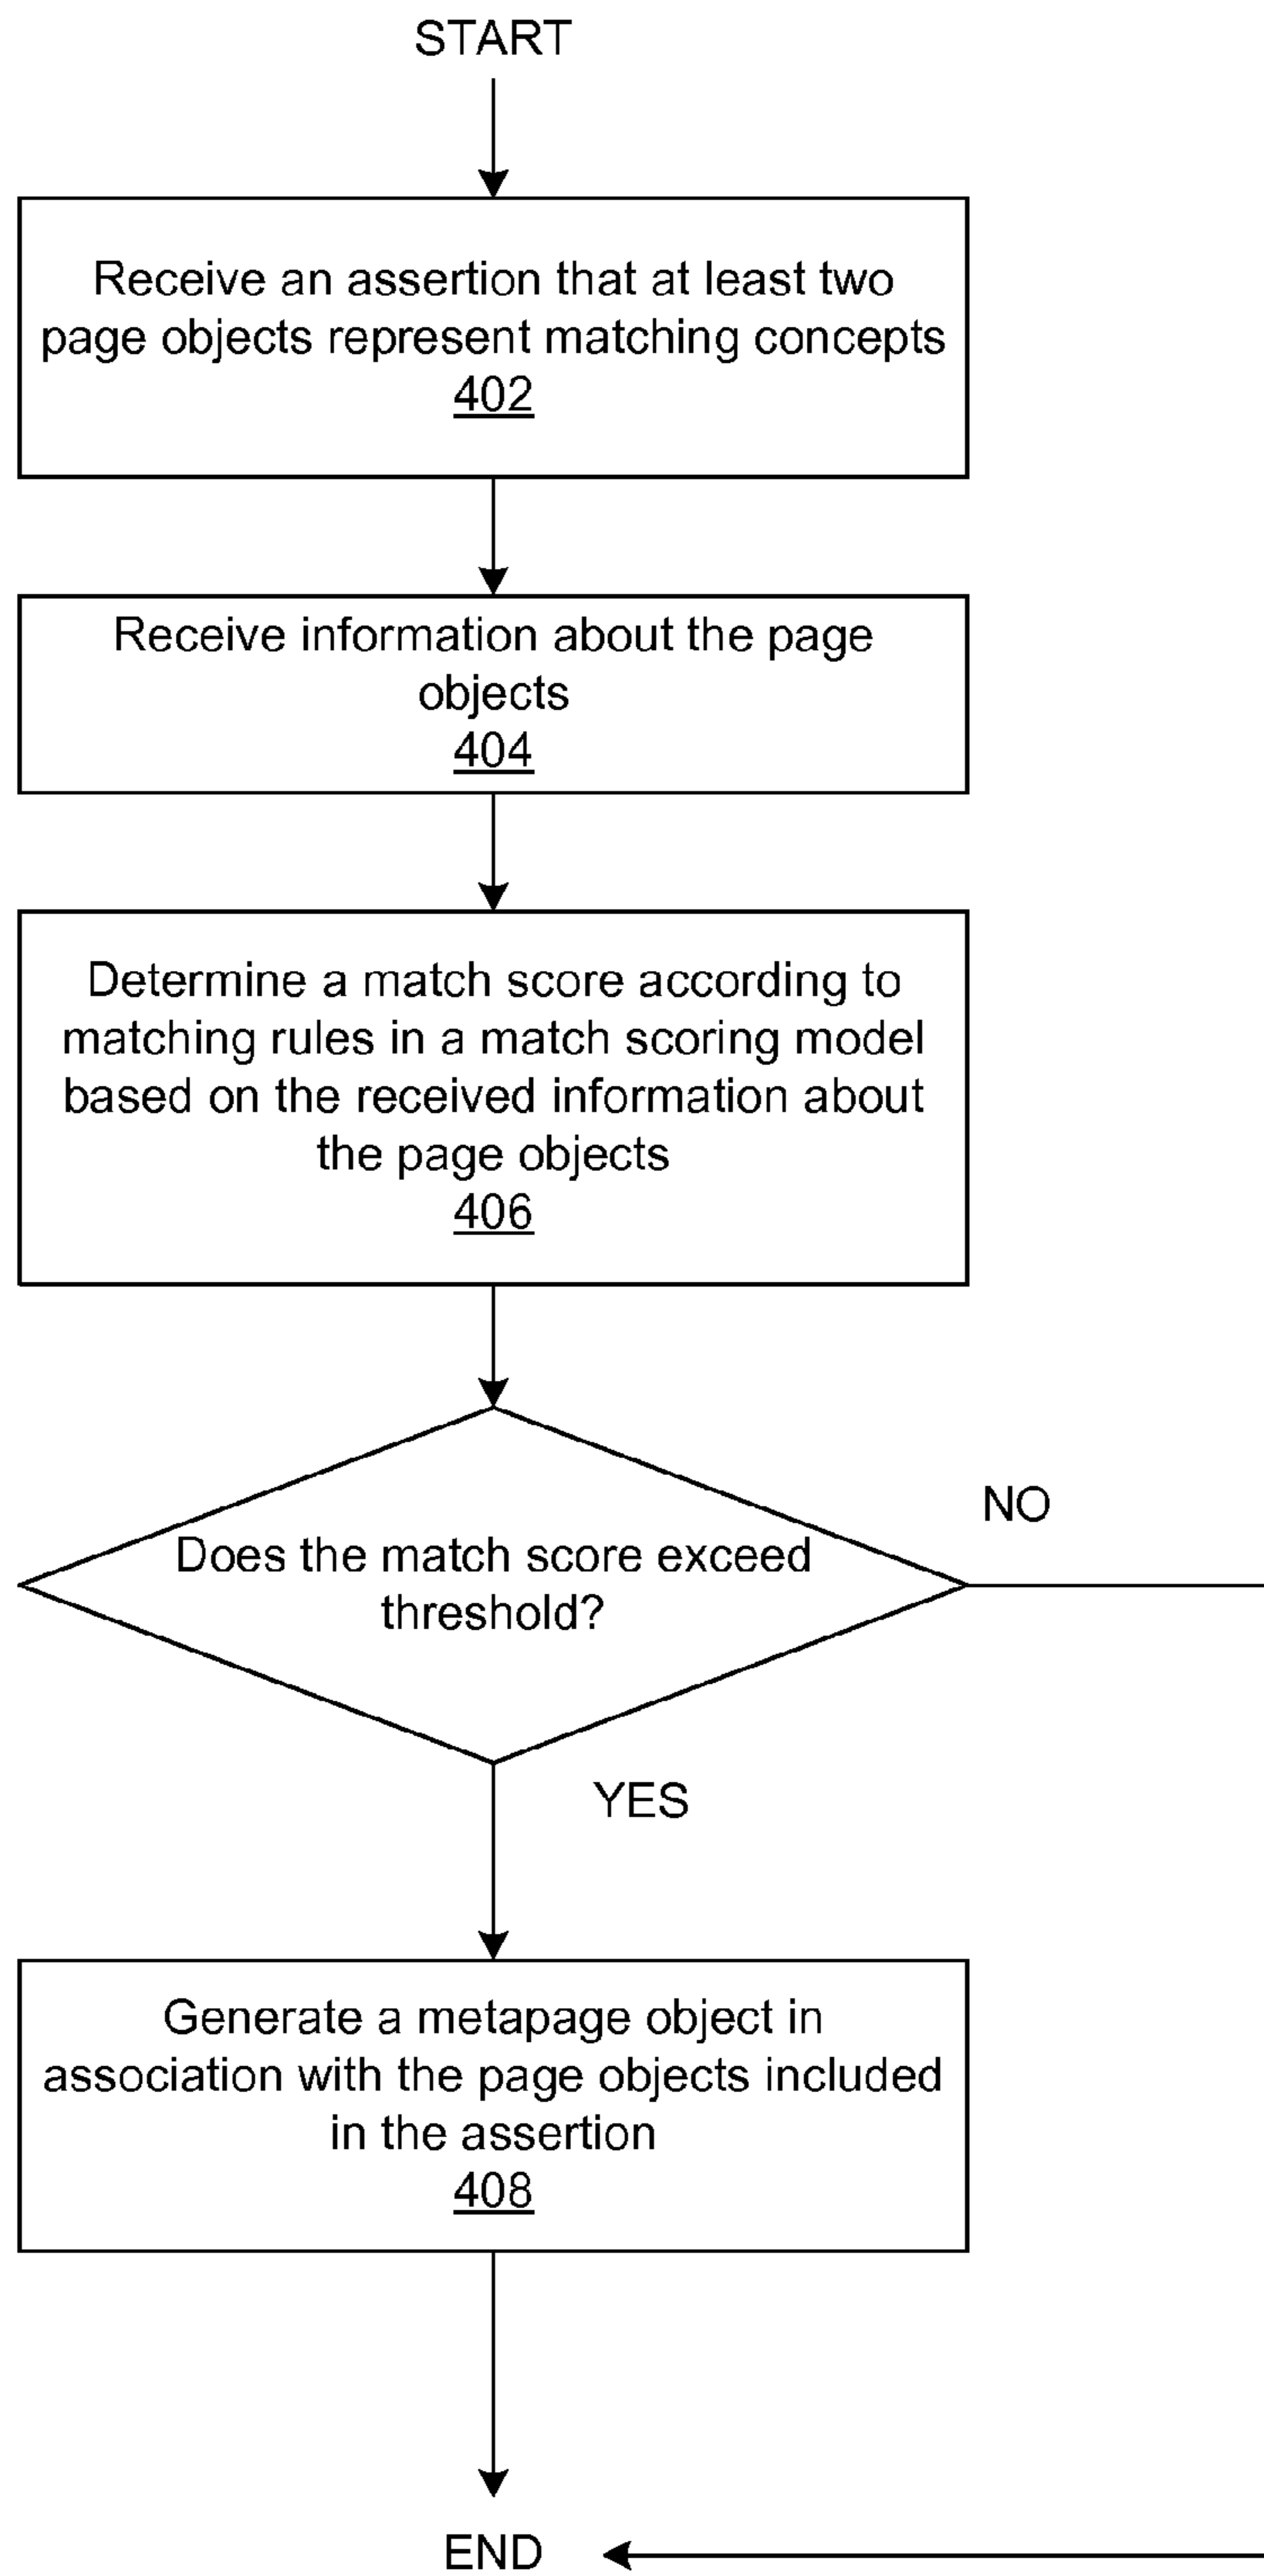 START
Receive an assertion that at least two
page objects represent matching concepts
402
Receive information about the page
objects
404
Determine a match score according to
matching rules in a match scoring model
based on the received information about
the page objects
406
NO
Does the match score exceed
threshold?
YES
Generate a metapage object in
association with the page objects included
in the assertion
408
END